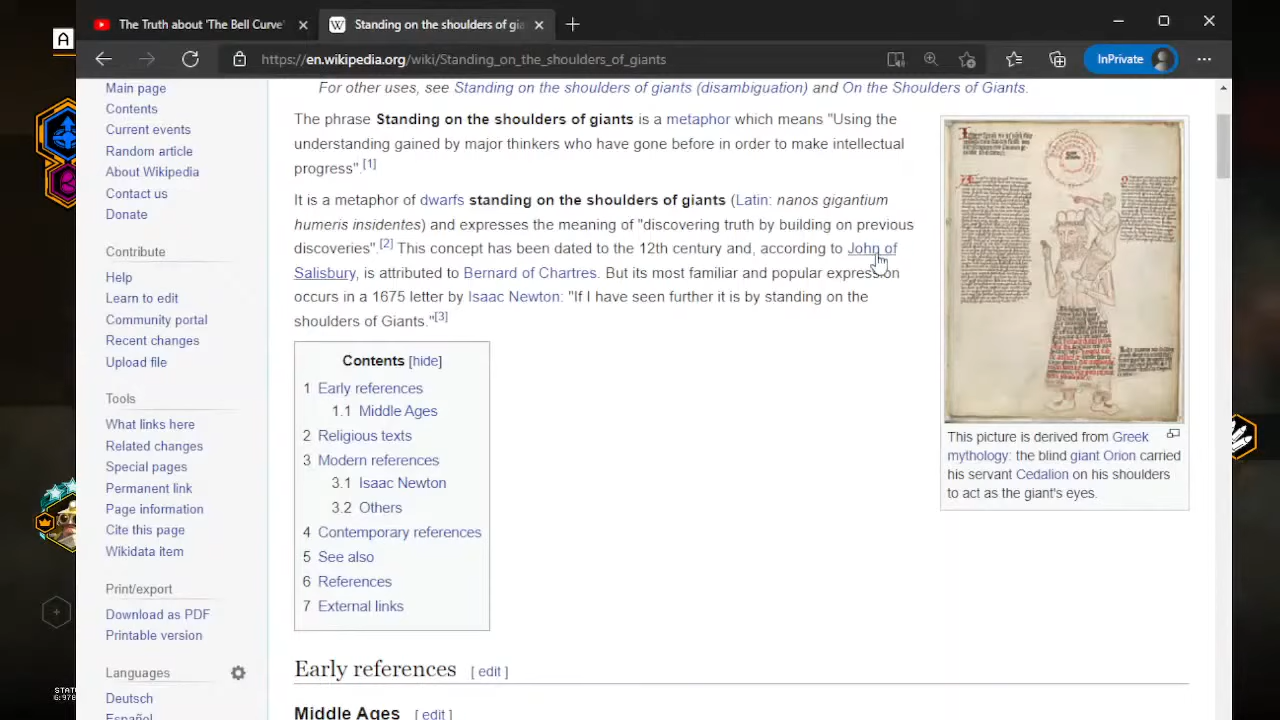 A
The Truth about 'The Bell Curve'
Standing on the shoulders of gia
https://en.wikipedia.org/wiki/Standing_on_the_shoulders_of_giants
InPrivate
Main page
Contents
Current events
Random article
About Wikipedia
Contact us
Donate
Contribute
Help
Learn to edit
Community portal
Recent changes
Upload file
Tools
What links here
Related changes
Special pages
Permanent link
Page information
Cite this page
Wikidata item
Print/export
Download as PDF
Printable version
Languages
Deutsch
Español
For other uses, see Standing on the shoulders of giants (disambiguation) and On the Shoulders of Giants.
The phrase Standing on the shoulders of giants is a metaphor which means "Using the
understanding gained by major thinkers who have gone before in order to make intellectual
progress".[1]
It is a metaphor of dwarfs standing on the shoulders of giants (Latin: nanos gigantium
humeris insidentes) and expresses the meaning of "discovering truth by building on previous
discoveries".[2] This concept has been dated to the 12th century and, according to John of
Salisbury, is attributed to Bernard of Chartres. But its most familiar and popular expression
occurs in a 1675 letter by Isaac Newton: "If I have seen further it is by standing on the
shoulders of Giants."[3]
Contents [hide]
1 Early references
1.1 Middle Ages
2 Religious texts
3 Modern references
3.1 Isaac Newton
3.2 Others
4 Contemporary references
5 See also
6 References
7 External links
Early references [ edit ]
Middle Ages [ edit ]
This picture is derived from Greek
mythology: the blind giant Orion carried
his servant Cedalion on his shoulders
to act as the giant's eyes.